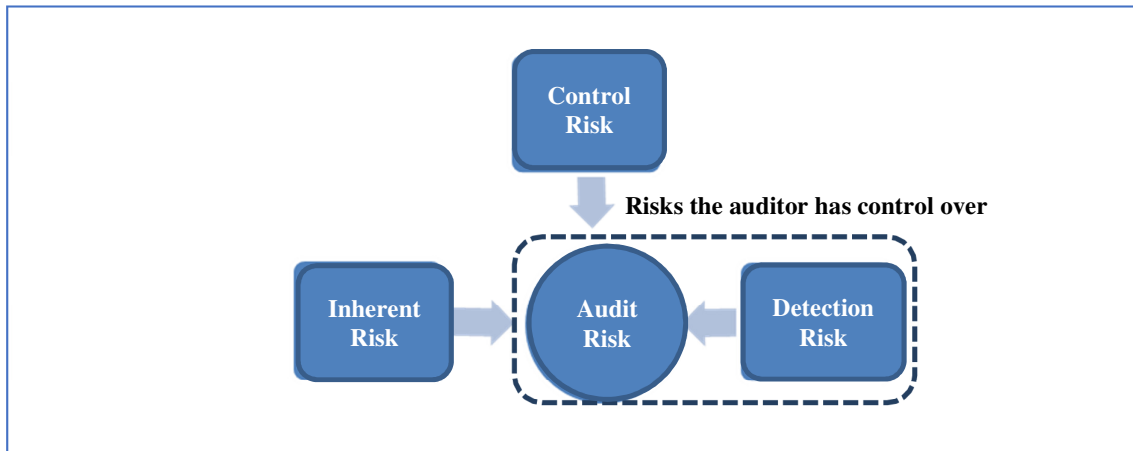 Control
Risk
Risks the auditor has control over
Inherent
Risk
Audit
Risk
Detection
Risk